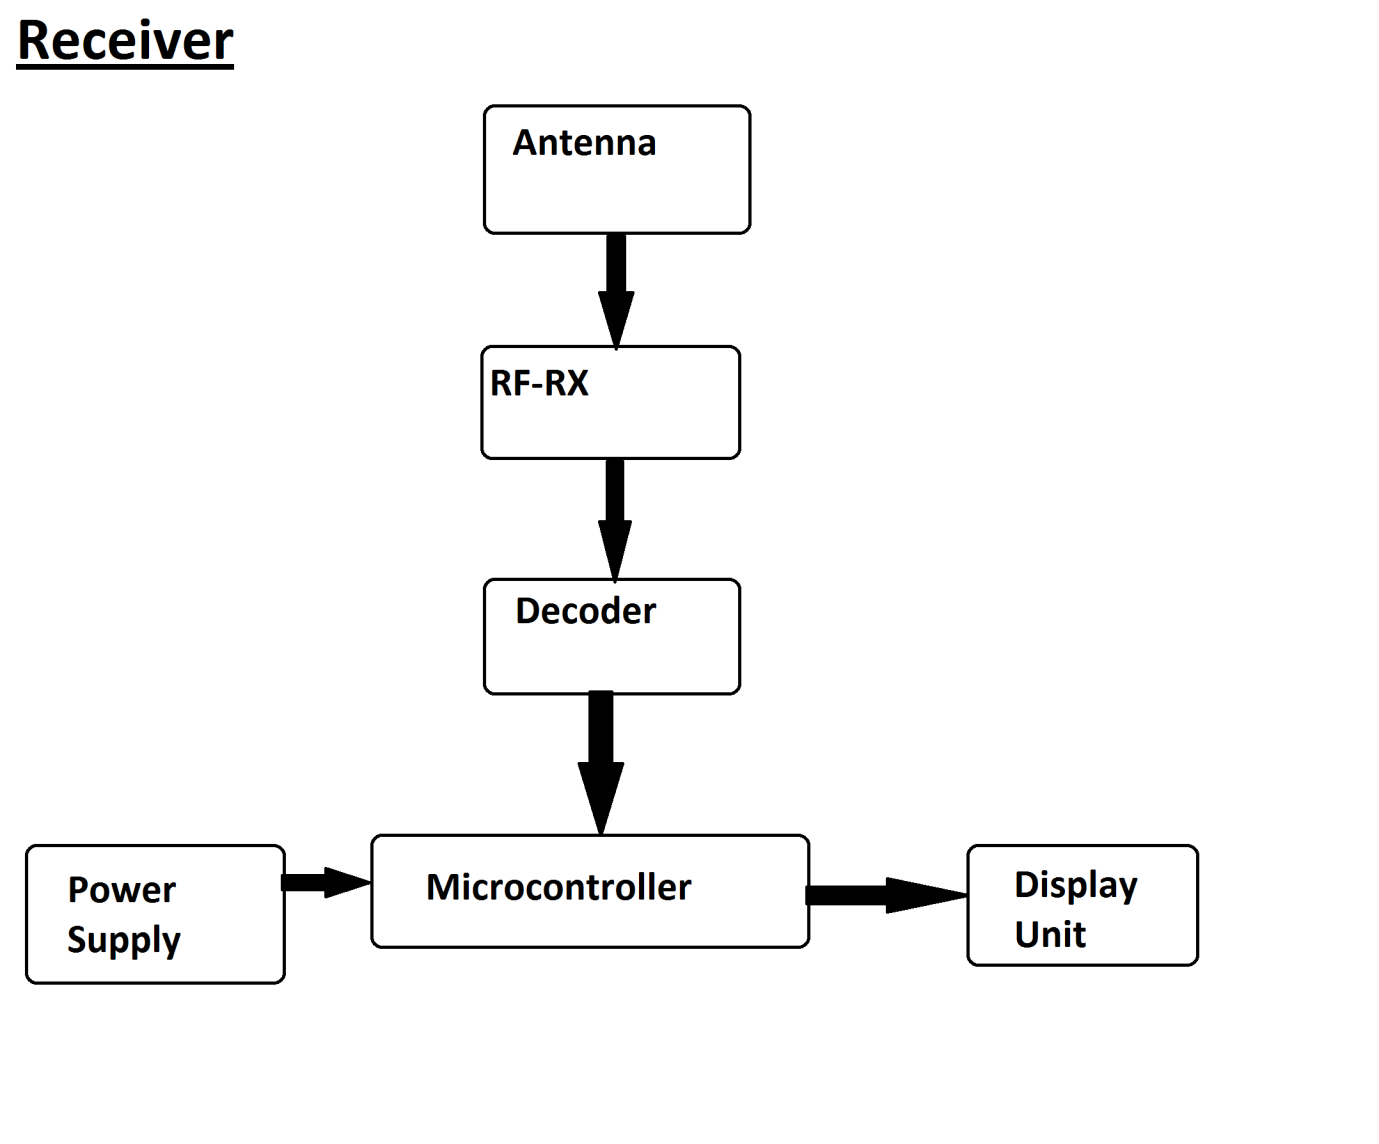 Receiver
Antenna
RF-RX
Decoder
Power
Supply
Microcontroller
Display
Unit